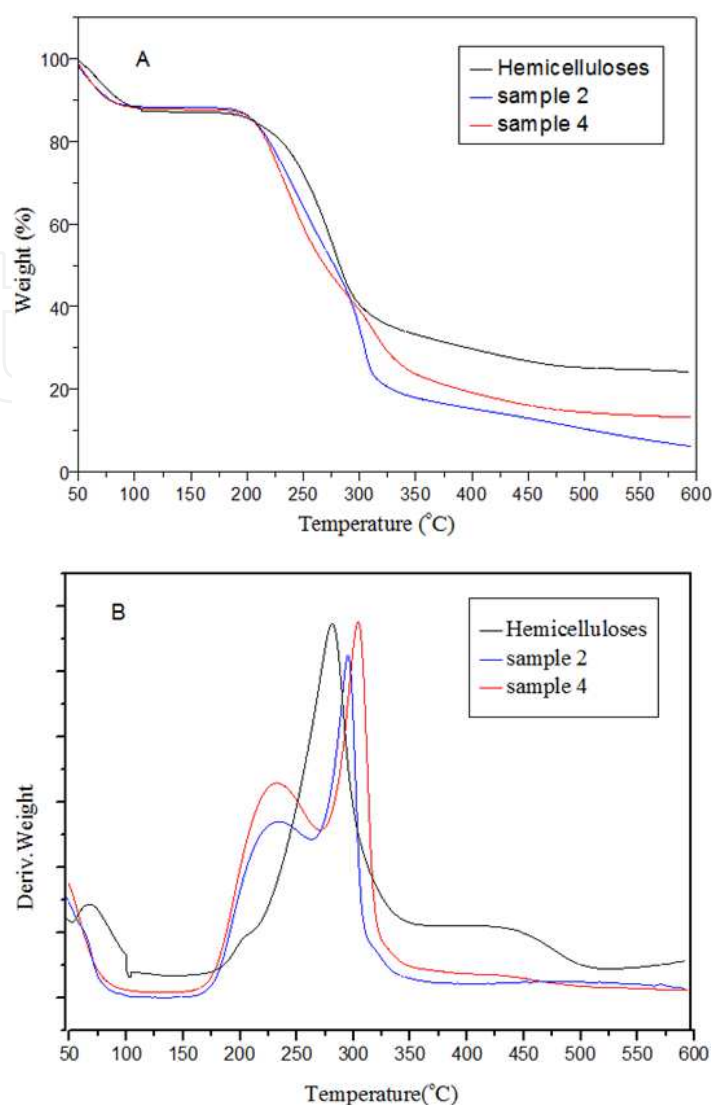 A
Hemicelluloses
sample 2
sample 4
100
80
60
40
20
0
Weight (%)
50 100 150 200 250 300 350 400 450 500 550 600
Temperature (°C)
B
Hemicelluloses
sample 2
sample 4
Deriv.Weight
50 100 150 200 250 300 350 400 450 500 550 600
Temperature(°C)